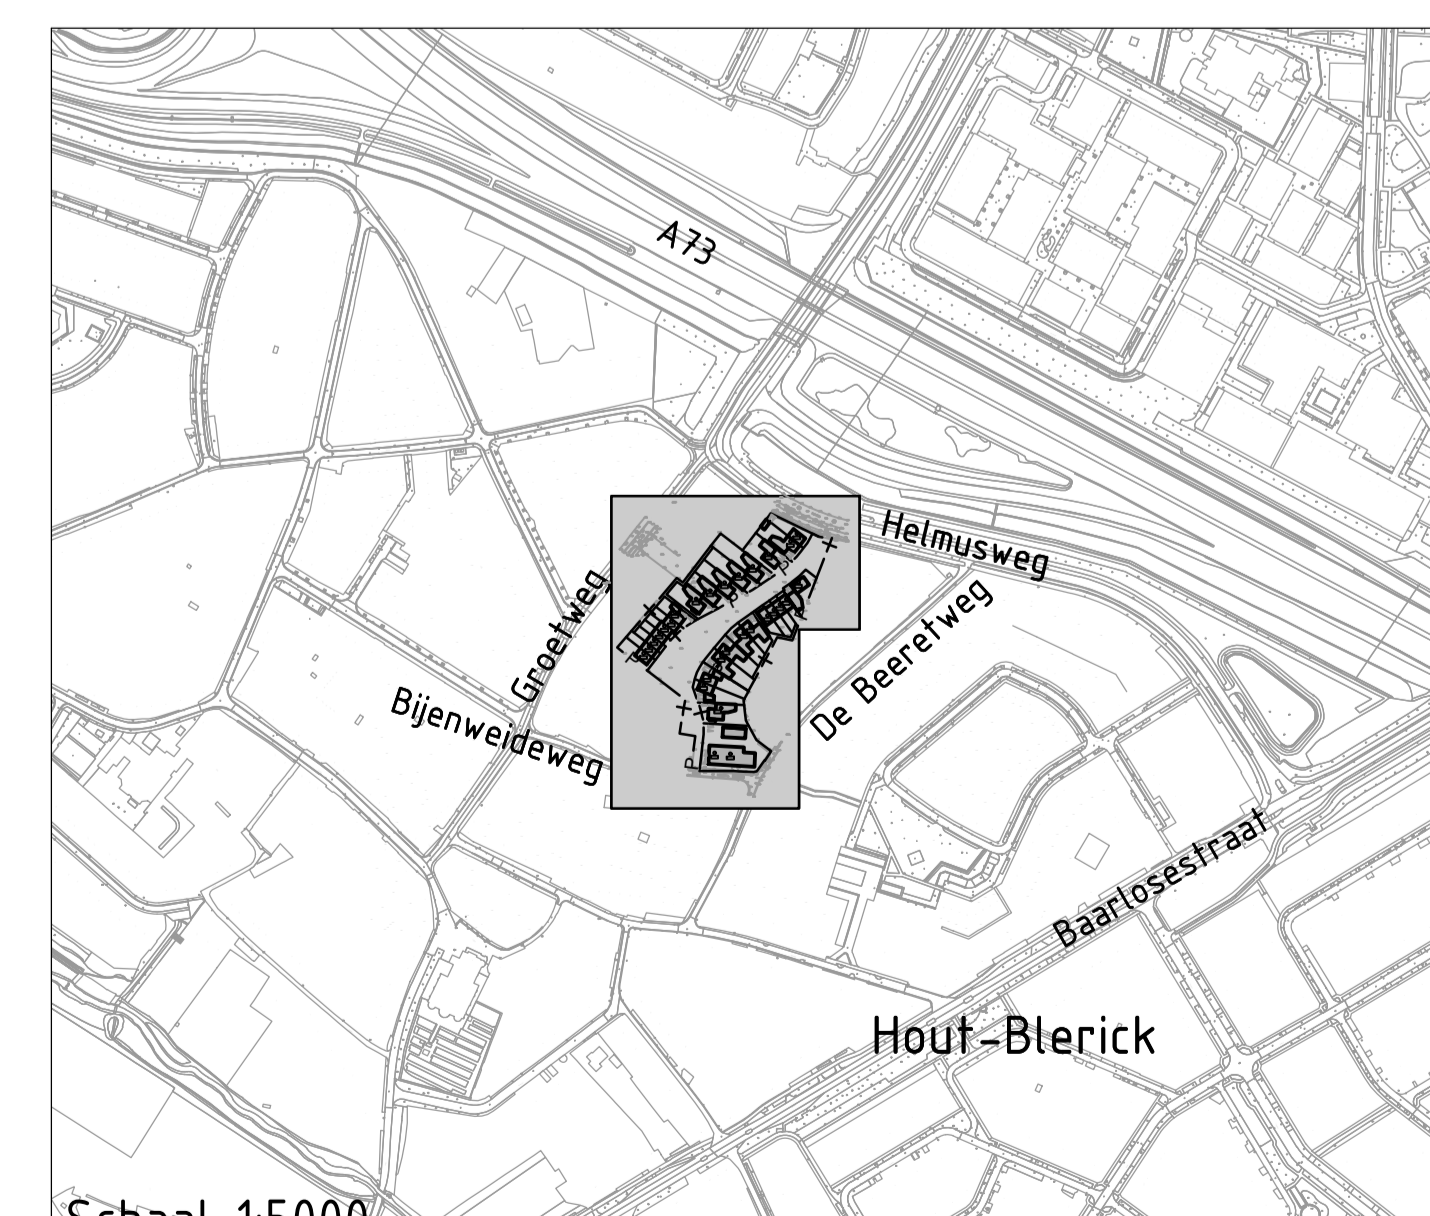 A73
Helmusweg
Groetweg
De Beeretweg
Bijenweideweg
Baarlosestraat
Hout-Blerick
Schaal 1:5000